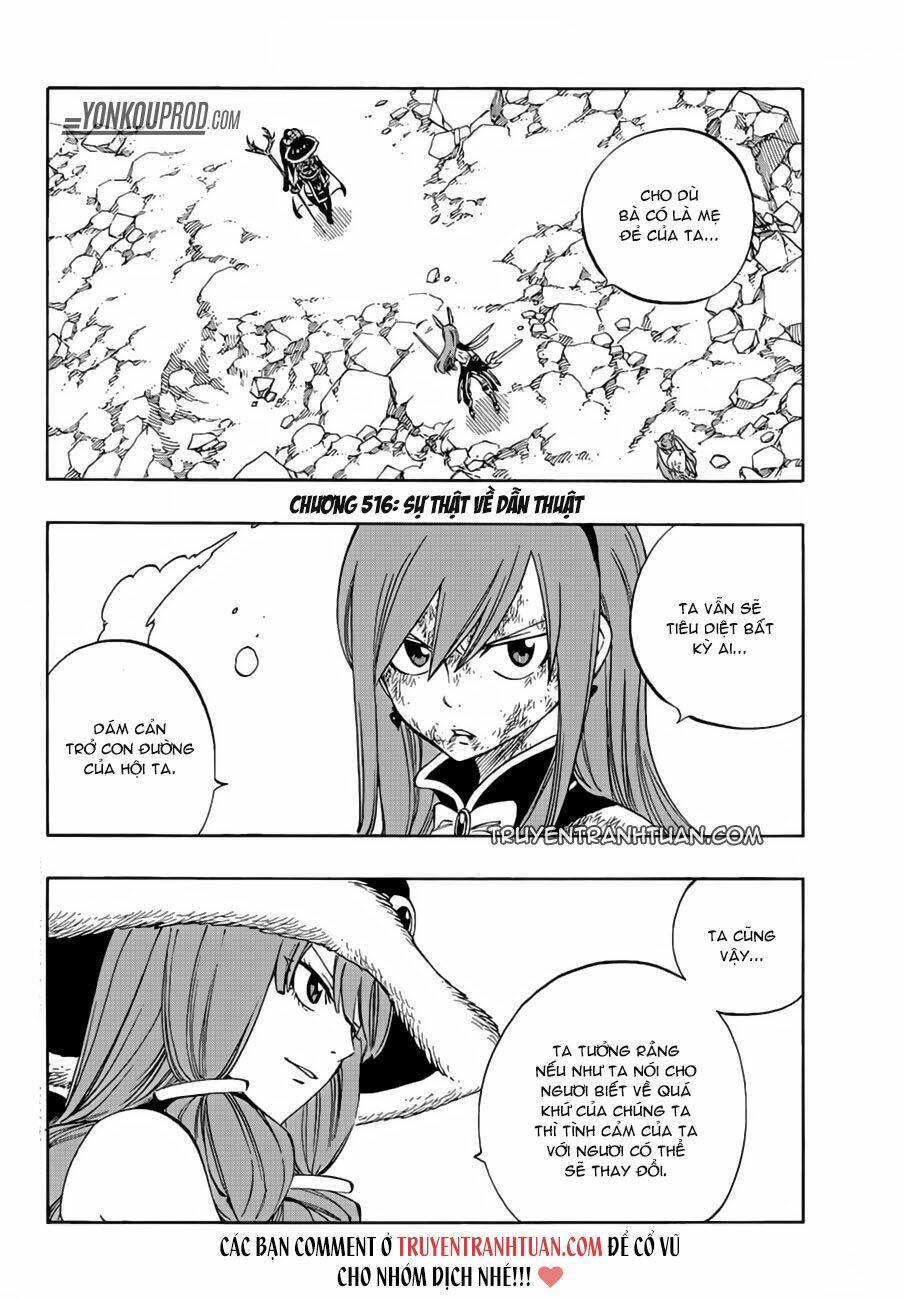 YONKOUPROD.COM
CHO DÙ
BÀ CÓ LÀ MẸ
ĐẺ CỦA TA...
CHƯƠNG 516: SỰ THẬT VỀ DẪN THUẬT
TA VẪN SẼ
TIÊU DIỆT BẤT
KỲ AI...
DÁM CẢN
TRỞ CON ĐƯỜNG
CỦA HỘI TA.
TRUYENTRANHTUAN.COM
TA CŨNG
VẬY...
TA TƯỞNG RẰNG
NẾU NHƯ TA NÓI CHO
NGƯƠI BIẾT VỀ QUÁ
KHỨ CỦA CHÚNG TA
THÌ TÌNH CẢM CỦA TA
VỚI NGƯƠI CÓ THỂ
SẼ THAY ĐỔI.
CÁC BẠN COMMENT Ở TRUYENTRANHTUAN.COM ĐỂ CỔ VŨ
CHO NHÓM DỊCH NHÉ!!! ❤